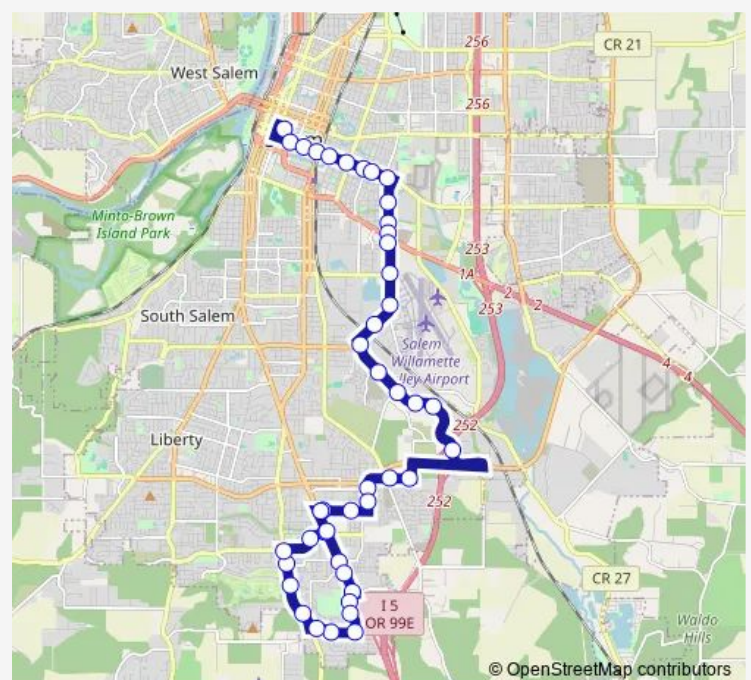 256
CR 21
West Salem
256
Minto-Brown
Island Park
253
1A
2
2
253
South Salem
Salem
Willamette
lley Airport
4
4
252
Liberty
252
CR 27
I 5
OR 99E
Waldo
Hills
© OpenStreetMap contributors